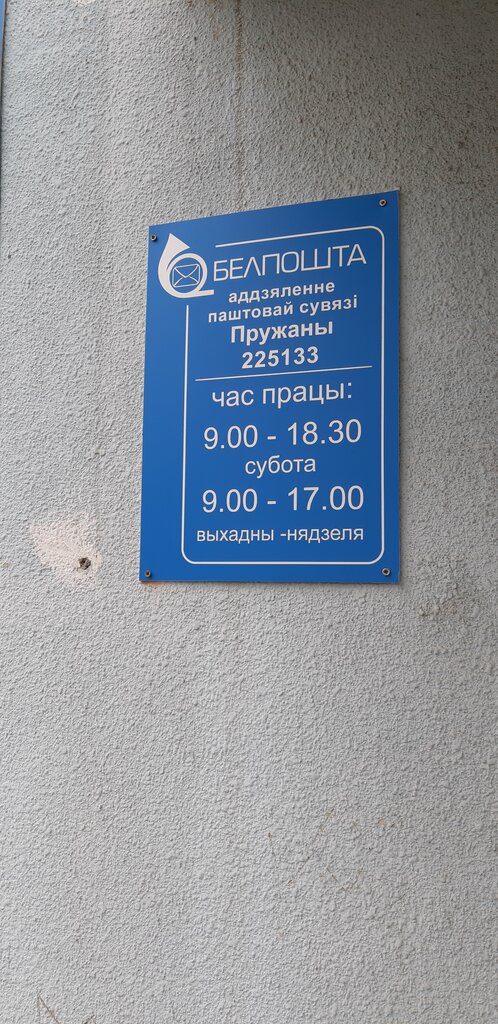 БЕЛПОШТА
аддзяленне
паштовай сувязі
Пружаны
225133
час працы:
9.00 - 18.30
субота
9.00 - 17.00
выхадны -нядзеля